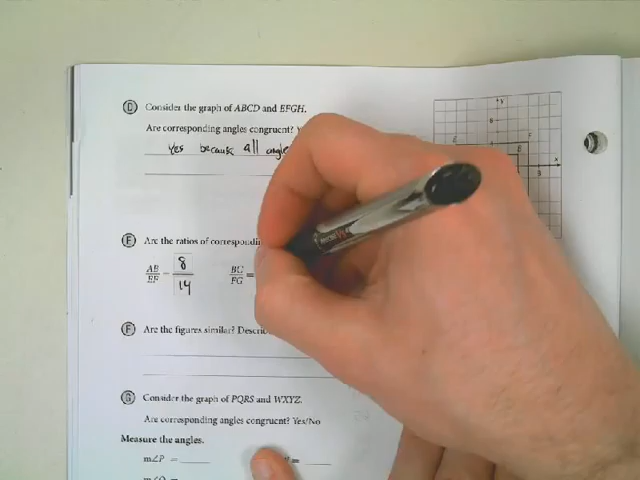 D Consider the graph of ABCD and EFGH.
Are corresponding angles congruent?
Yes because all angle
E Are the ratios of correspondin
AB/EF = 8/14 BC/FG =
F Are the figures similar? Describ
G Consider the graph of PQRS and WXYZ.
Are corresponding angles congruent? Yes/No
Measure the angles.
m∠P =